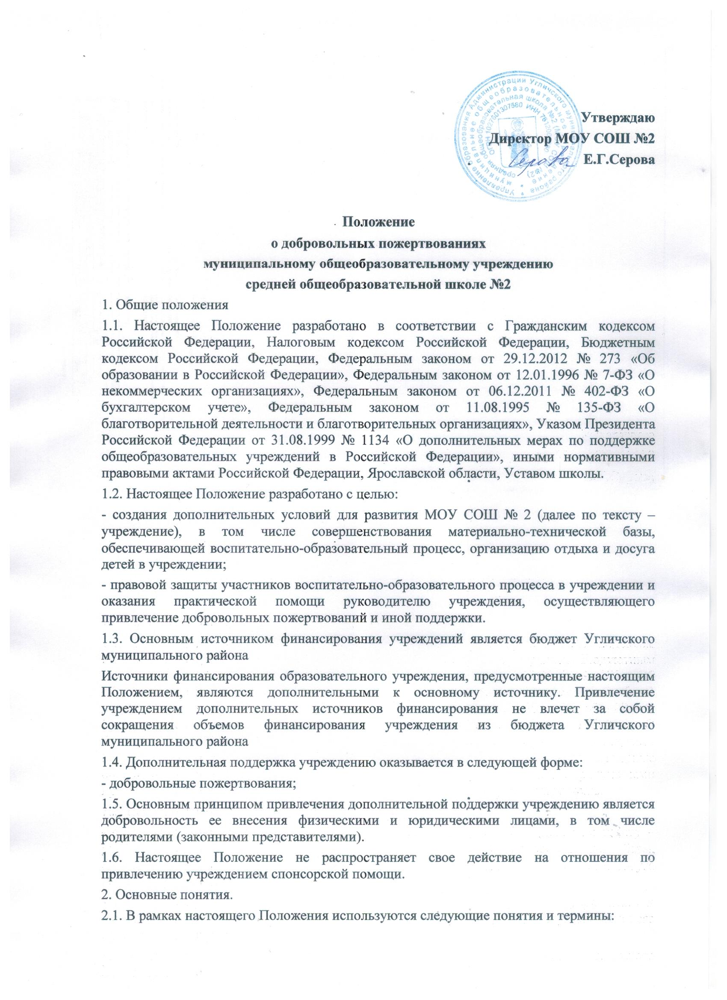 Утверждаю
Директор МОУ СОШ №2
Е.Г.Серова
Управление образования Администрации Угличского муниципального района
муниципальное общеобразовательное учреждение
средняя общеобразовательная школа №2 (МОУ СОШ №2)
ОГРН 1027601307580 ИНН
Серова
Положение
о добровольных пожертвованиях
муниципальному общеобразовательному учреждению
средней общеобразовательной школе №2
1. Общие положения
1.1. Настоящее Положение разработано в соответствии с Гражданским кодексом
Российской Федерации, Налоговым кодексом Российской Федерации, Бюджетным
кодексом Российской Федерации, Федеральным законом от 29.12.2012 № 273 «Об
образовании в Российской Федерации», Федеральным законом от 12.01.1996 № 7-ФЗ «О
некоммерческих организациях», Федеральным законом от 06.12.2011 № 402-ФЗ «О
бухгалтерском учете», Федеральным законом от 11.08.1995 № 135-ФЗ «О
благотворительной деятельности и благотворительных организациях», Указом Президента
Российской Федерации от 31.08.1999 № 1134 «О дополнительных мерах по поддержке
общеобразовательных учреждений в Российской Федерации», иными нормативными
правовыми актами Российской Федерации, Ярославской области, Уставом школы.
1.2. Настоящее Положение разработано с целью:
- создания дополнительных условий для развития МОУ СОШ № 2 (далее по тексту –
учреждение), в том числе совершенствования материально-технической базы,
обеспечивающей воспитательно-образовательный процесс, организацию отдыха и досуга
детей в учреждении;
- правовой защиты участников воспитательно-образовательного процесса в учреждении и
оказания практической помощи руководителю учреждения, осуществляющего
привлечение добровольных пожертвований и иной поддержки.
1.3. Основным источником финансирования учреждений является бюджет Угличского
муниципального района
Источники финансирования образовательного учреждения, предусмотренные настоящим
Положением, являются дополнительными к основному источнику. Привлечение
учреждением дополнительных источников финансирования не влечет за собой
сокращения объемов финансирования учреждения из бюджета Угличского
муниципального района
1.4. Дополнительная поддержка учреждению оказывается в следующей форме:
- добровольные пожертвования;
1.5. Основным принципом привлечения дополнительной поддержки учреждению является
добровольность ее внесения физическими и юридическими лицами, в том числе
родителями (законными представителями).
1.6. Настоящее Положение не распространяет свое действие на отношения по
привлечению учреждением спонсорской помощи.
2. Основные понятия.
2.1. В рамках настоящего Положения используются следующие понятия и термины: